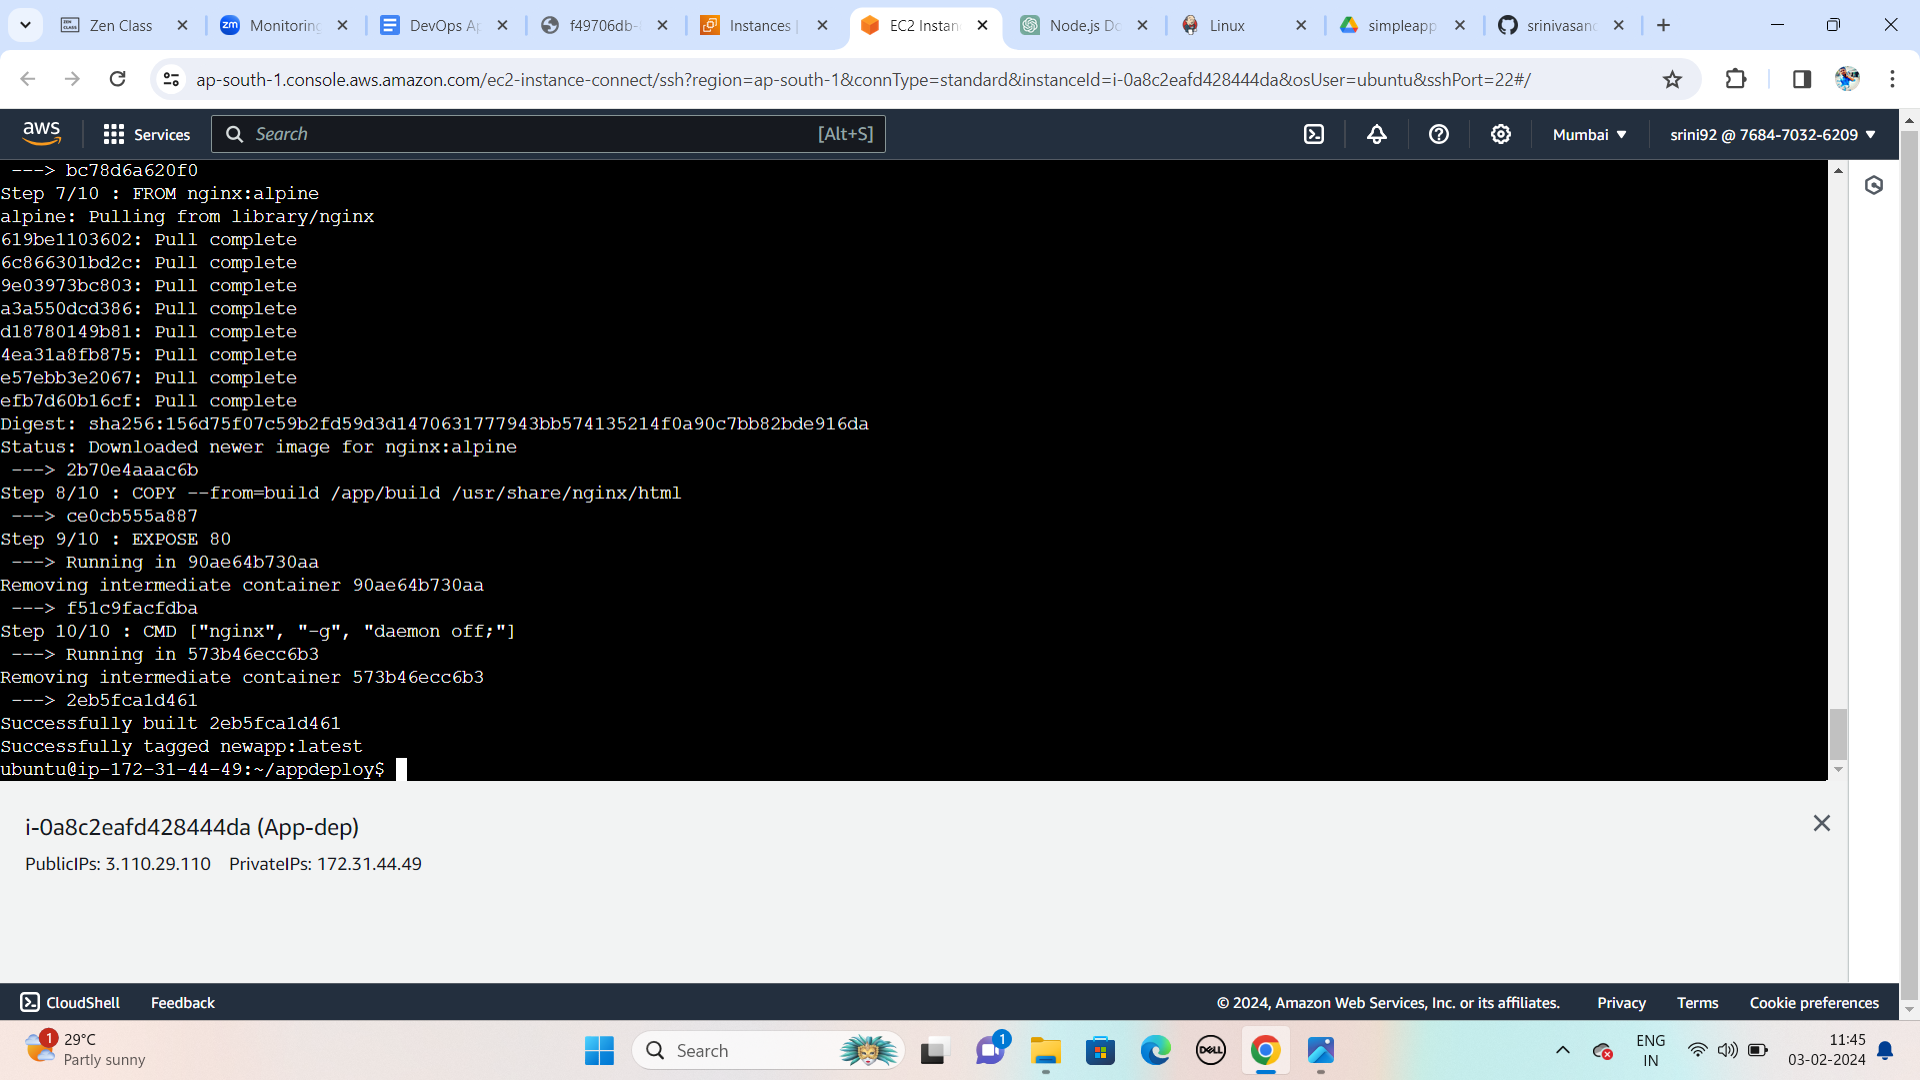 Zen Class
Monitoring
DevOps Ap
f49706db-
Instances |
EC2 Instan
Node.js Do
Linux
simpleapp
srinivasan
ap-south-1.console.aws.amazon.com/ec2-instance-connect/ssh?region=ap-south-1&connType=standard&instanceId=i-0a8c2eafd428444da&osUser=ubuntu&sshPort=22#/
aws
Services
Search
[Alt+S]
Mumbai
srini92 @ 7684-7032-6209
---> bc78d6a620f0
Step 7/10 : FROM nginx:alpine
alpine: Pulling from library/nginx
619be1103602: Pull complete
6c866301bd2c: Pull complete
9e03973bc803: Pull complete
a3a550dcd386: Pull complete
d18780149b81: Pull complete
4ea31a8fb875: Pull complete
e57ebb3e2067: Pull complete
efb7d60b16cf: Pull complete
Digest: sha256:156d75f07c59b2fd59d3d1470631777943bb574135214f0a90c7bb82bde916da
Status: Downloaded newer image for nginx:alpine
---> 2b70e4aaac6b
Step 8/10 : COPY --from=build /app/build /usr/share/nginx/html
---> ce0cb555a887
Step 9/10 : EXPOSE 80
---> Running in 90ae64b730aa
Removing intermediate container 90ae64b730aa
---> f51c9facfdba
Step 10/10 : CMD ["nginx", "-g", "daemon off;"]
---> Running in 573b46ecc6b3
Removing intermediate container 573b46ecc6b3
---> 2eb5fca1d461
Successfully built 2eb5fca1d461
Successfully tagged newapp:latest
ubuntu@ip-172-31-44-49:~/appdeploy$
i-0a8c2eafd428444da (App-dep)
PublicIPs: 3.110.29.110 PrivateIPs: 172.31.44.49
CloudShell
Feedback
© 2024, Amazon Web Services, Inc. or its affiliates.
Privacy
Terms
Cookie preferences
1
29°C
Partly sunny
Search
1
DELL
ENG
IN
11:45
03-02-2024